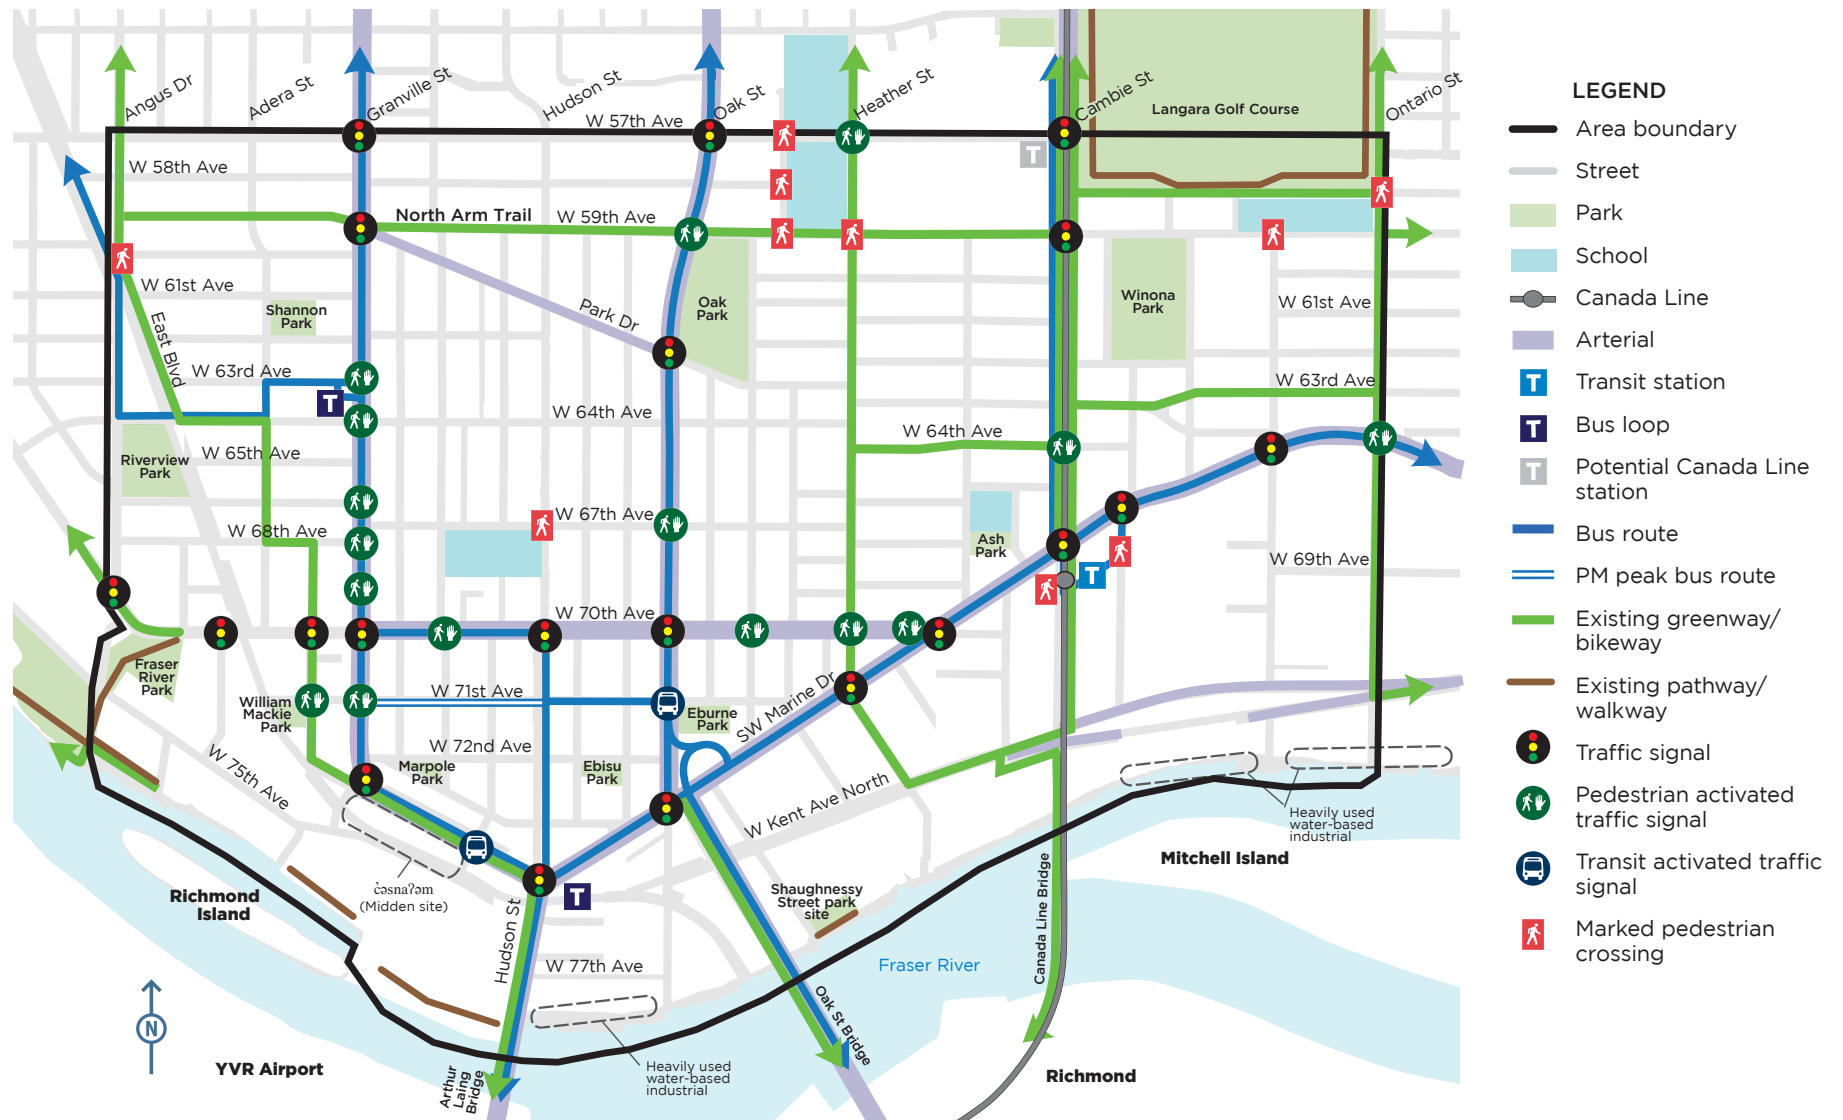 Angus Dr
Adera St
Granville St
Hudson St
Oak St
Heather St
Cambie St
Ontario St
Langara Golf Course
W 57th Ave
T
W 58th Ave
North Arm Trail
W 59th Ave
W 61st Ave
East Blvd
Shannon
Park
Park Dr
Oak
Park
Winona
Park
W 61st Ave
W 63rd Ave
T
W 63rd Ave
W 64th Ave
W 64th Ave
Riverview
Park
W 65th Ave
W 67th Ave
W 68th Ave
Ash
Park
T
W 69th Ave
W 70th Ave
Fraser
River
Park
William
Mackie
Park
W 71st Ave
Eburne
Park
SW Marine Dr
W 72nd Ave
Marpole
Park
Ebisu
Park
W 75th Ave
W Kent Ave North
Heavily used
water-based
industrial
Mitchell Island
c̓əsnaʔəm
(Midden site)
Richmond
Island
T
Shaughnessy
Street park
site
Hudson St
W 77th Ave
Fraser River
Canada Line Bridge
Oak St Bridge
N
YVR Airport
Arthur
Laing
Bridge
Heavily used
water-based
industrial
Richmond
LEGEND
Area boundary
Street
Park
School
Canada Line
Arterial
T Transit station
T Bus loop
T Potential Canada Line
station
Bus route
PM peak bus route
Existing greenway/
bikeway
Existing pathway/
walkway
Traffic signal
Pedestrian activated
traffic signal
Transit activated traffic
signal
Marked pedestrian
crossing